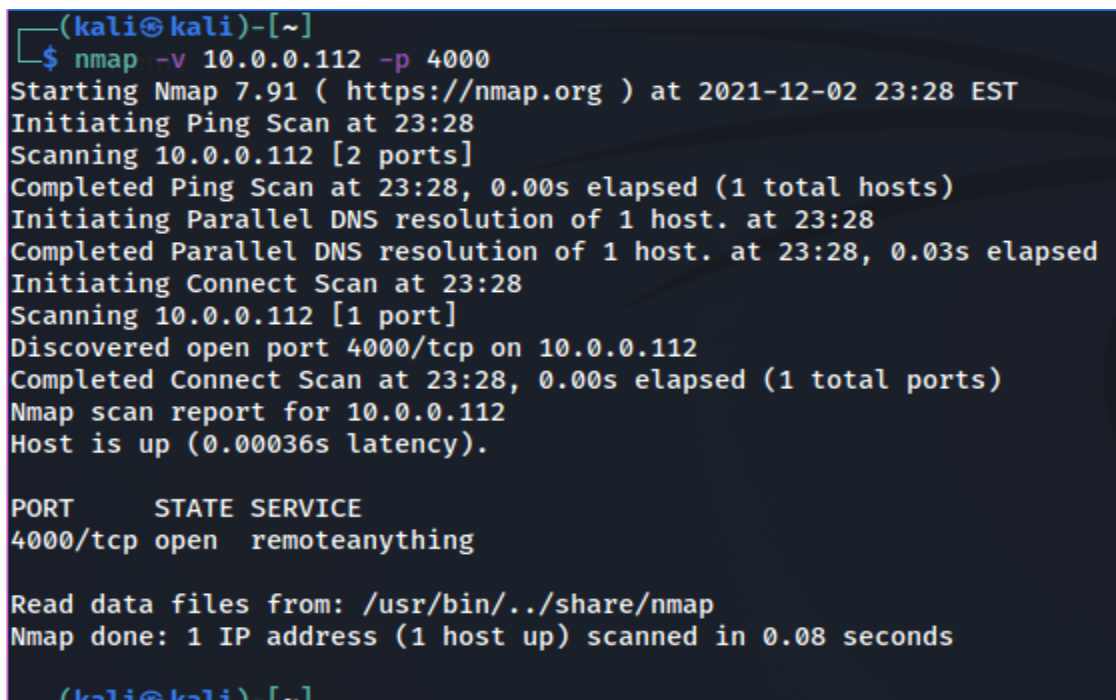 ┌──(kali㉿kali)-[~]
└─$ nmap -v 10.0.0.112 -p 4000
Starting Nmap 7.91 ( https://nmap.org ) at 2021-12-02 23:28 EST
Initiating Ping Scan at 23:28
Scanning 10.0.0.112 [2 ports]
Completed Ping Scan at 23:28, 0.00s elapsed (1 total hosts)
Initiating Parallel DNS resolution of 1 host. at 23:28
Completed Parallel DNS resolution of 1 host. at 23:28, 0.03s elapsed
Initiating Connect Scan at 23:28
Scanning 10.0.0.112 [1 port]
Discovered open port 4000/tcp on 10.0.0.112
Completed Connect Scan at 23:28, 0.00s elapsed (1 total ports)
Nmap scan report for 10.0.0.112
Host is up (0.00036s latency).
PORT     STATE SERVICE
4000/tcp open  remoteanything
Read data files from: /usr/bin/../share/nmap
Nmap done: 1 IP address (1 host up) scanned in 0.08 seconds
(kali㉿kali)-[~]